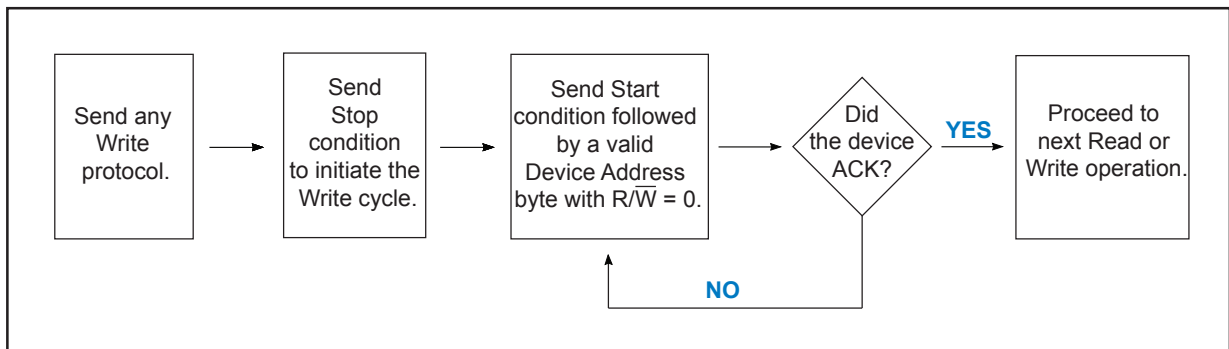 Send any
Write
protocol.
Send
Stop
condition
to initiate the
Write cycle.
Send Start
condition followed
by a valid
Device Address
byte with R/W̅ = 0.
Did
the device
ACK?
YES
Proceed to
next Read or
Write operation.
NO